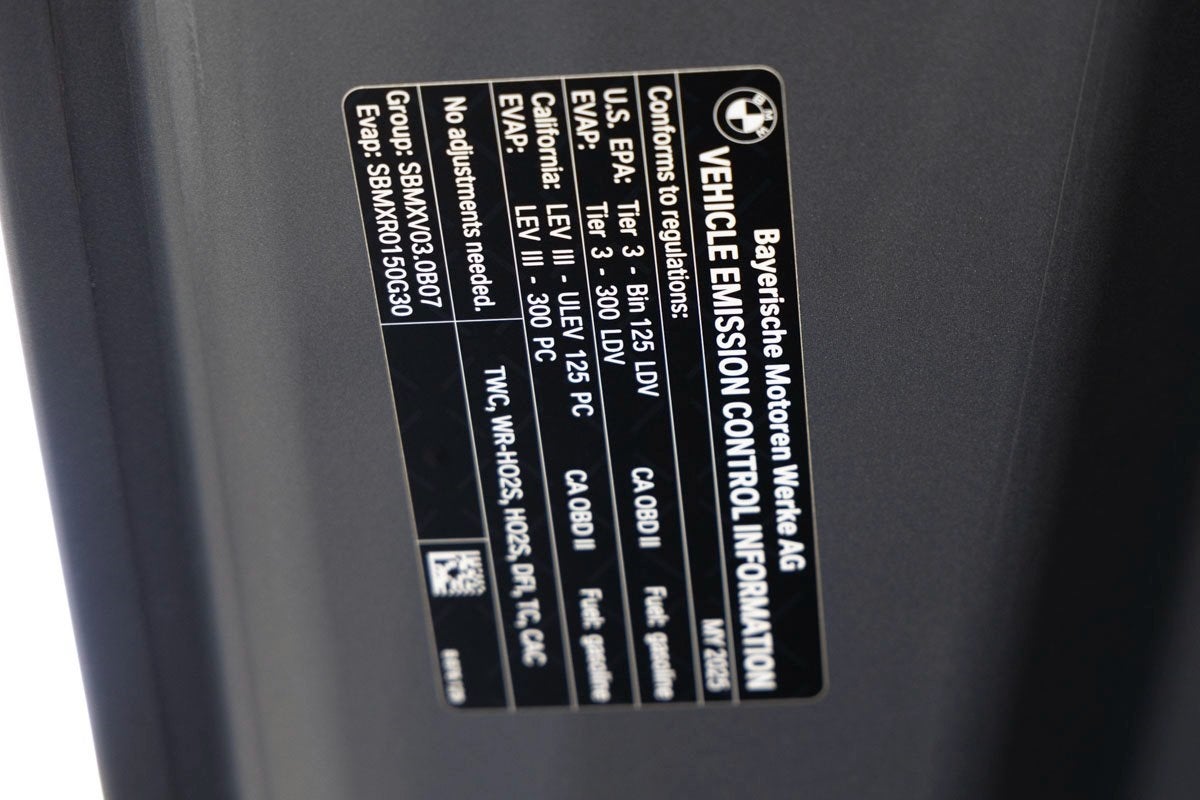 BMW
Bayerische Motoren Werke AG
VEHICLE EMISSION CONTROL INFORMATION
Conforms to regulations: MY 2025
U.S. EPA: Tier 3 - Bin 125 LDV CA OBD II Fuel: gasoline
EVAP: Tier 3 - 300 LDV
California: LEV III - ULEV 125 PC CA OBD II Fuel: gasoline
EVAP: LEV III - 300 PC
No adjustments needed. TWC, WR-HO2S, HO2S, DFI, TC, CAC
Group: SBMXV03.0B07
Evap: SBMXR0150G30